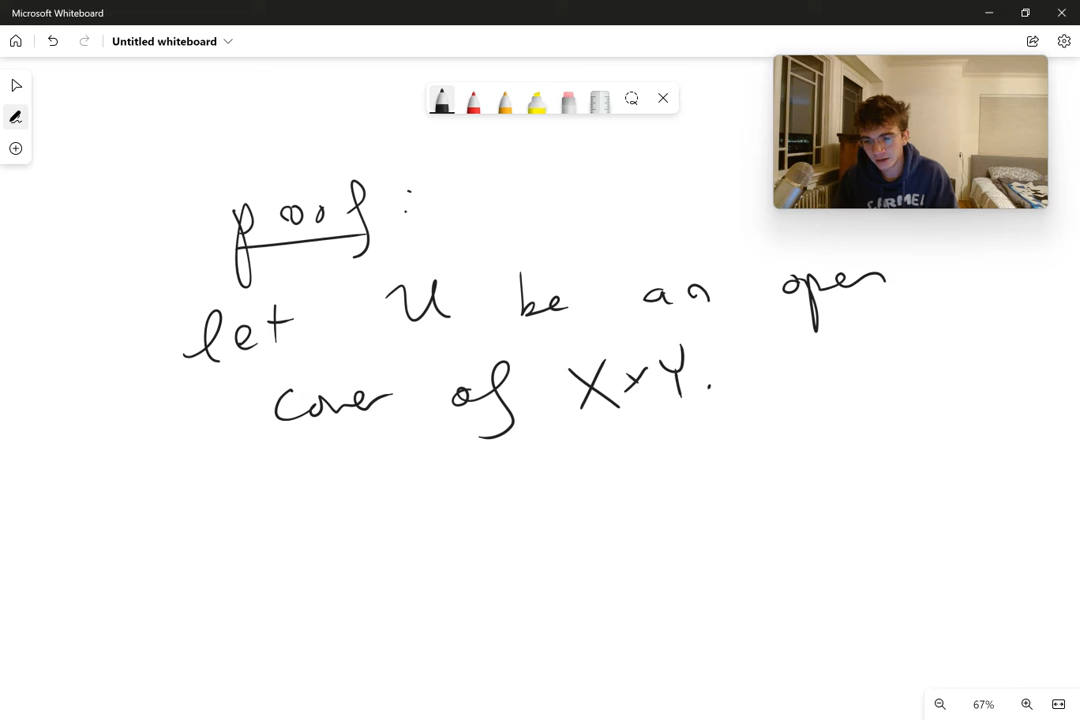 Microsoft Whiteboard
Untitled whiteboard
proof:
let U be an open
cover of X×Y.
67%